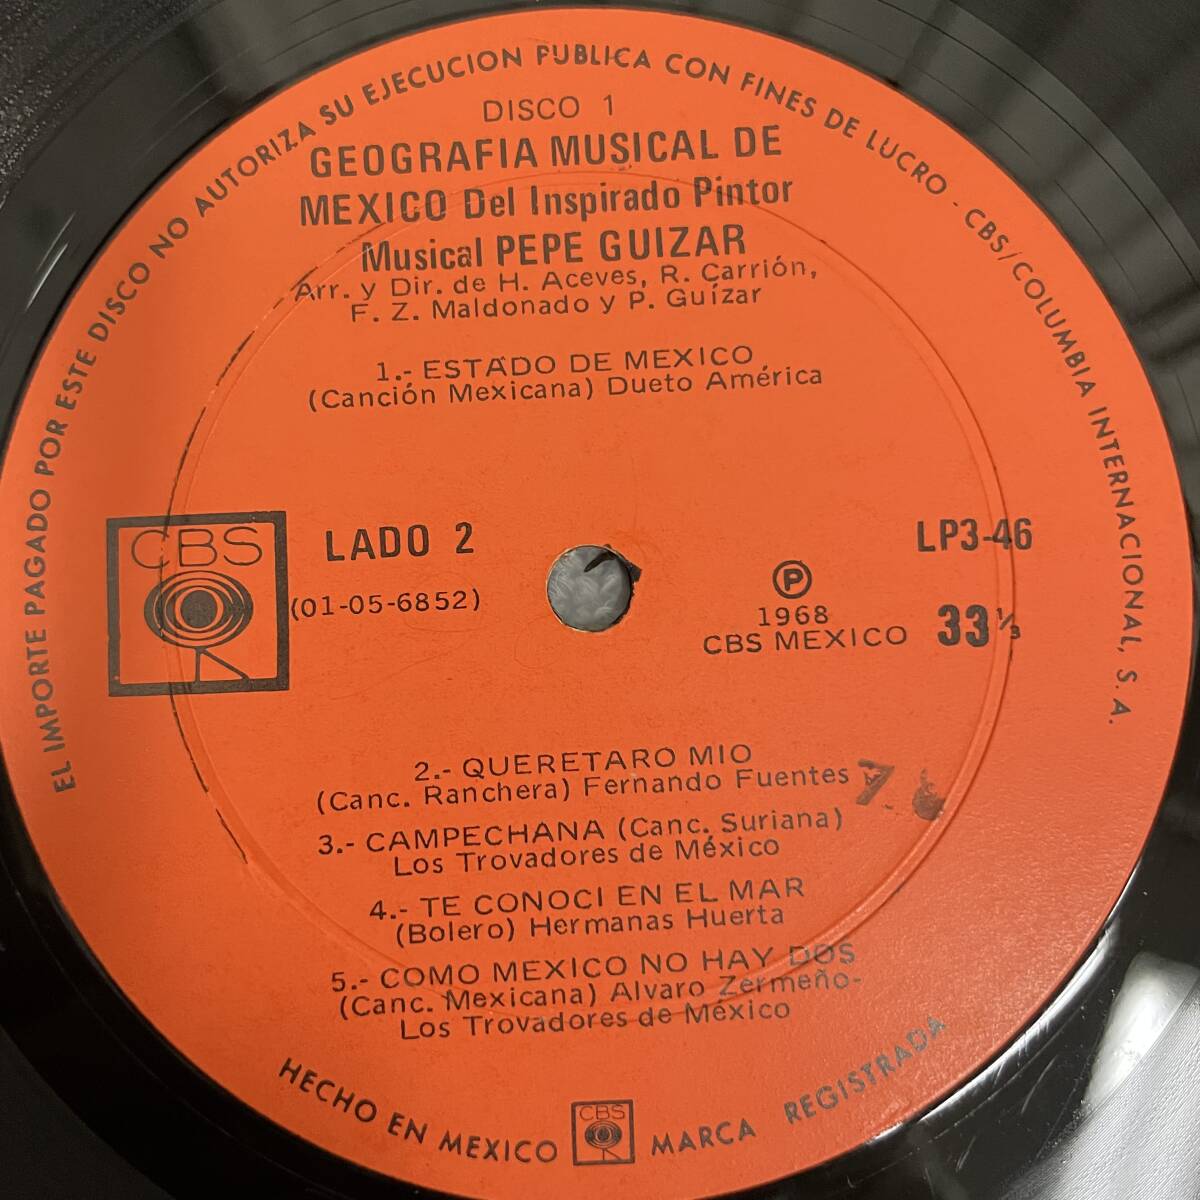 EL IMPORTE PAGADO POR ESTE DISCO NO AUTORIZA SU EJECUCION PUBLICA CON FINES DE LUCRO - CBS/COLUMBIA INTERNACIONAL, S. A.
DISCO 1
GEOGRAFIA MUSICAL DE
MEXICO Del Inspirado Pintor
Musical PEPE GUIZAR
Arr. y Dir. de H. Aceves, R. Carrión,
F. Z. Maldonado y P. Guízar
1.- ESTADO DE MEXICO
(Canción Mexicana) Dueto América
CBS
LADO 2
(01-05-6852)
LP3-46
P
1968
CBS MEXICO
33 1/3
2.- QUERETARO MIO
(Canc. Ranchera) Fernando Fuentes
3.- CAMPECHANA (Canc. Suriana)
Los Trovadores de México
4.- TE CONOCI EN EL MAR
(Bolero) Hermanas Huerta
5.- COMO MEXICO NO HAY DOS
(Canc. Mexicana) Alvaro Zermeño-
Los Trovadores de México
HECHO EN MEXICO CBS MARCA REGISTRADA